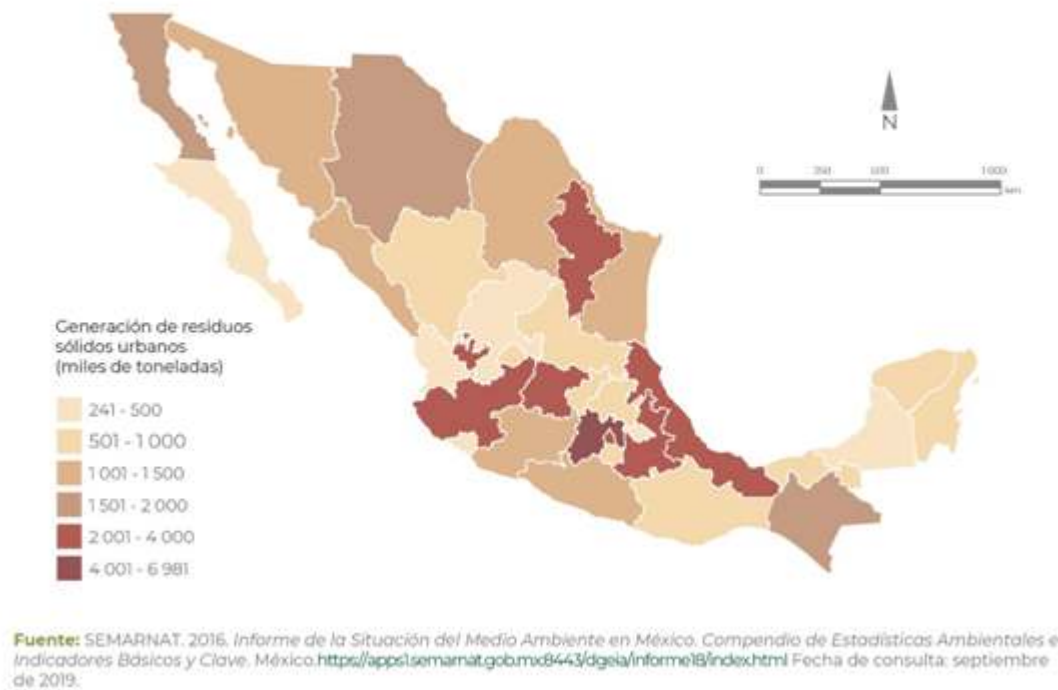 N
0 250 500 1 000
km
Generación de residuos
sólidos urbanos
(miles de toneladas)
241 - 500
501 - 1 000
1 001 - 1 500
1 501 - 2 000
2 001 - 4 000
4 001 - 6 981
Fuente: SEMARNAT. 2016. Informe de la Situación del Medio Ambiente en México. Compendio de Estadísticas Ambientales e
Indicadores Básicos y Clave. México.https://apps1.semarnat.gob.mx:8443/dgeia/informe18/index.html Fecha de consulta: septiembre
de 2019.